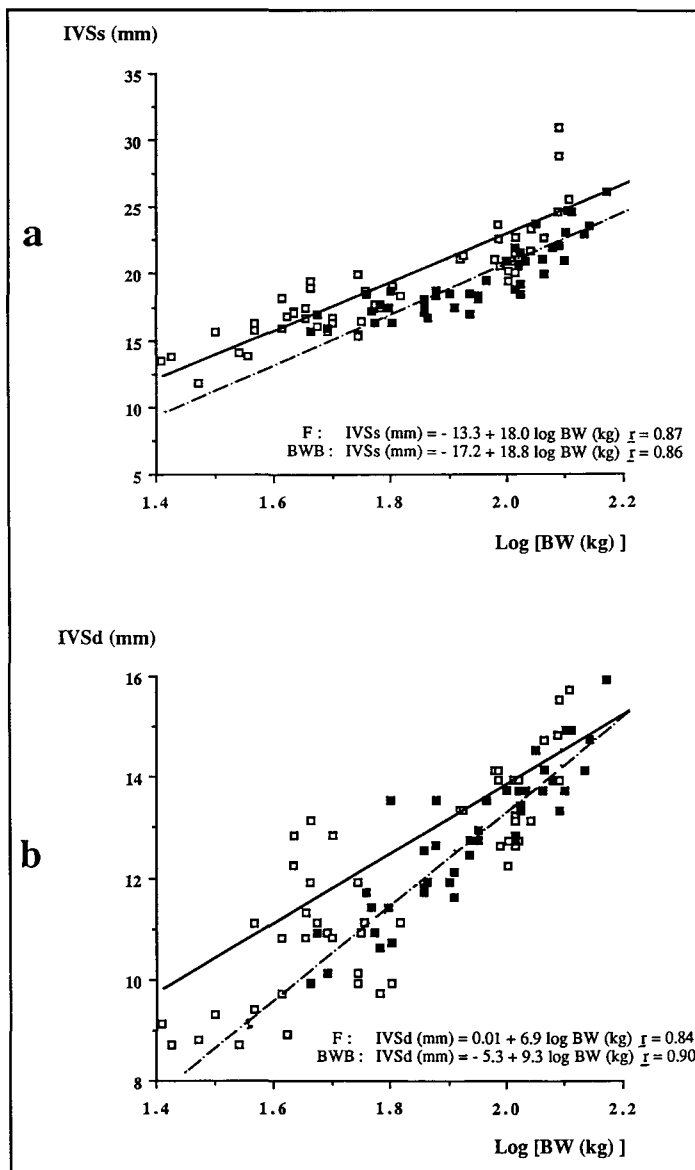 IVSs (mm)
35
30
25
a
20
15
10
F : IVSs (mm) = - 13.3 + 18.0 log BW (kg) r = 0.87
BWB : IVSs (mm) = - 17.2 + 18.8 log BW (kg) r = 0.86
5
1.4 1.6 1.8 2.0 2.2
Log [BW (kg) ]
IVSd (mm)
16
14
b
12
10
F : IVSd (mm) = 0.01 + 6.9 log BW (kg) r = 0.84
BWB : IVSd (mm) = - 5.3 + 9.3 log BW (kg) r = 0.90
8
1.4 1.6 1.8 2.0 2.2
Log [BW (kg) ]